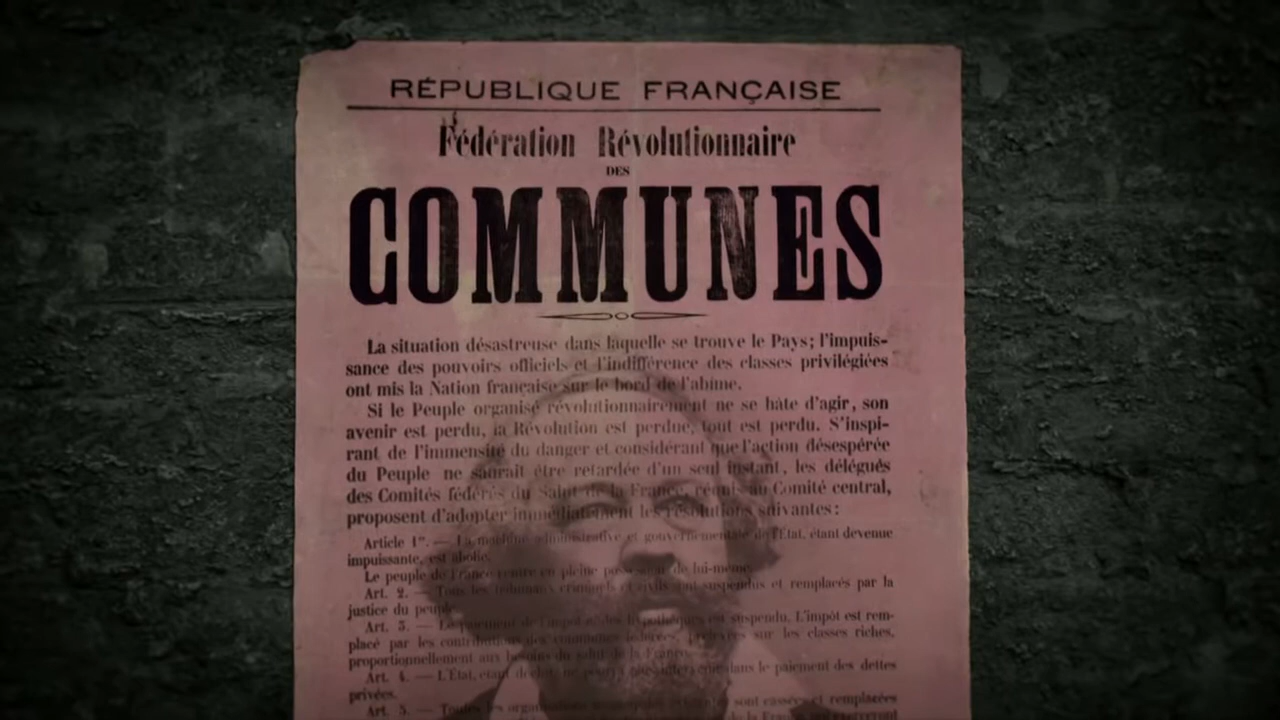 RÉPUBLIQUE FRANÇAISE
Fédération Révolutionnaire
DES
COMMUNES
La situation désastreuse dans laquelle se trouve le Pays; l'impuis-
sance des pouvoirs officiels et l'indifférence des classes privilégiées
ont mis la Nation française sur le bord de l'abîme.
Si le Peuple organisé révolutionnairement ne se hâte d'agir, son
avenir est perdu, la Révolution est perdue, tout est perdu. S'inspi-
rant de l'immensité du danger et considérant que l'action désespérée
du Peuple ne saurait être retardée d'un seul instant, les délégués
des Comités fédérés du Salut de la France, réunis au Comité central,
proposent d'adopter immédiatement les résolutions suivantes:
Article 1er. — La machine administrative et gouvernementale de l'État, étant devenue
impuissante, est abolie.
Le peuple de France rentre en pleine possession de lui-même.
Art. 2. — Tous les tribunaux criminels et civils sont suspendus et remplacés par la
justice du peuple.
Art. 3. — Le paiement de l'impôt et des hypothèques est suspendu. L'impôt est rem-
placé par les contributions des communes fédérées, prélevées sur les classes riches,
proportionnellement aux besoins du salut de la France.
Art. 4. — L'État, étant déchu, ne pourra intervenir dans le paiement des dettes
privées.
Art. 5. — Toutes les organisations sont cassées et remplacées